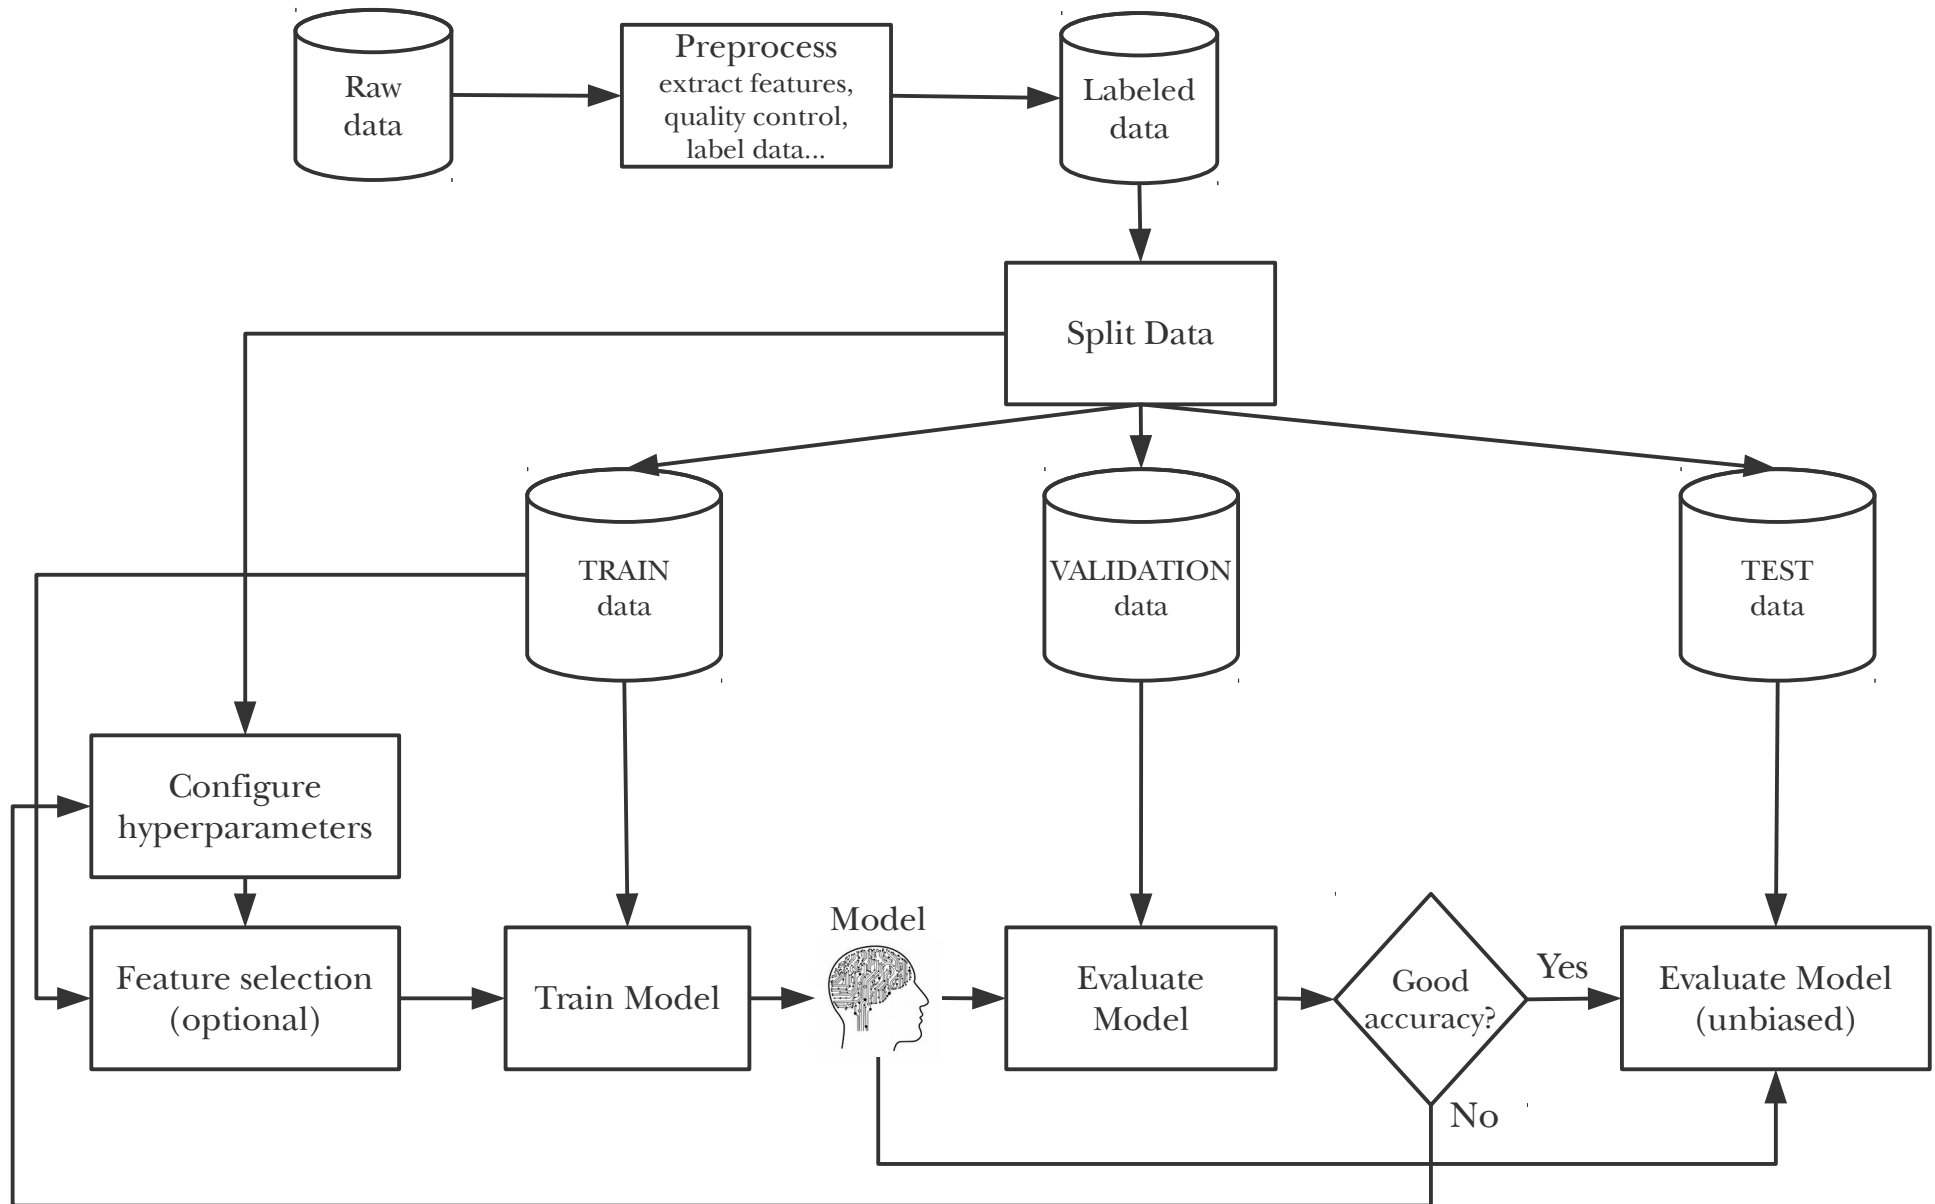 Raw
data
Preprocess
extract features,
quality control,
label data...
Labeled
data
Split Data
TRAIN
data
VALIDATION
data
TEST
data
Configure
hyperparameters
Feature selection
(optional)
Train Model
Model
Evaluate
Model
Good
accuracy?
Yes
No
Evaluate Model
(unbiased)